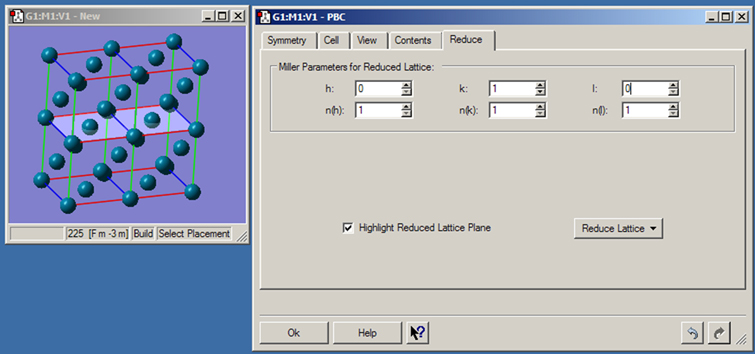 G1:M1:V1 - New
225 [F m -3 m] Build Select Placement
G1:M1:V1 - PBC
Symmetry Cell View Contents Reduce
Miller Parameters for Reduced Lattice:
h: 0 k: 1 l: 0
n(h): 1 n(k): 1 n(l): 1
Highlight Reduced Lattice Plane Reduce Lattice
Ok Help ?